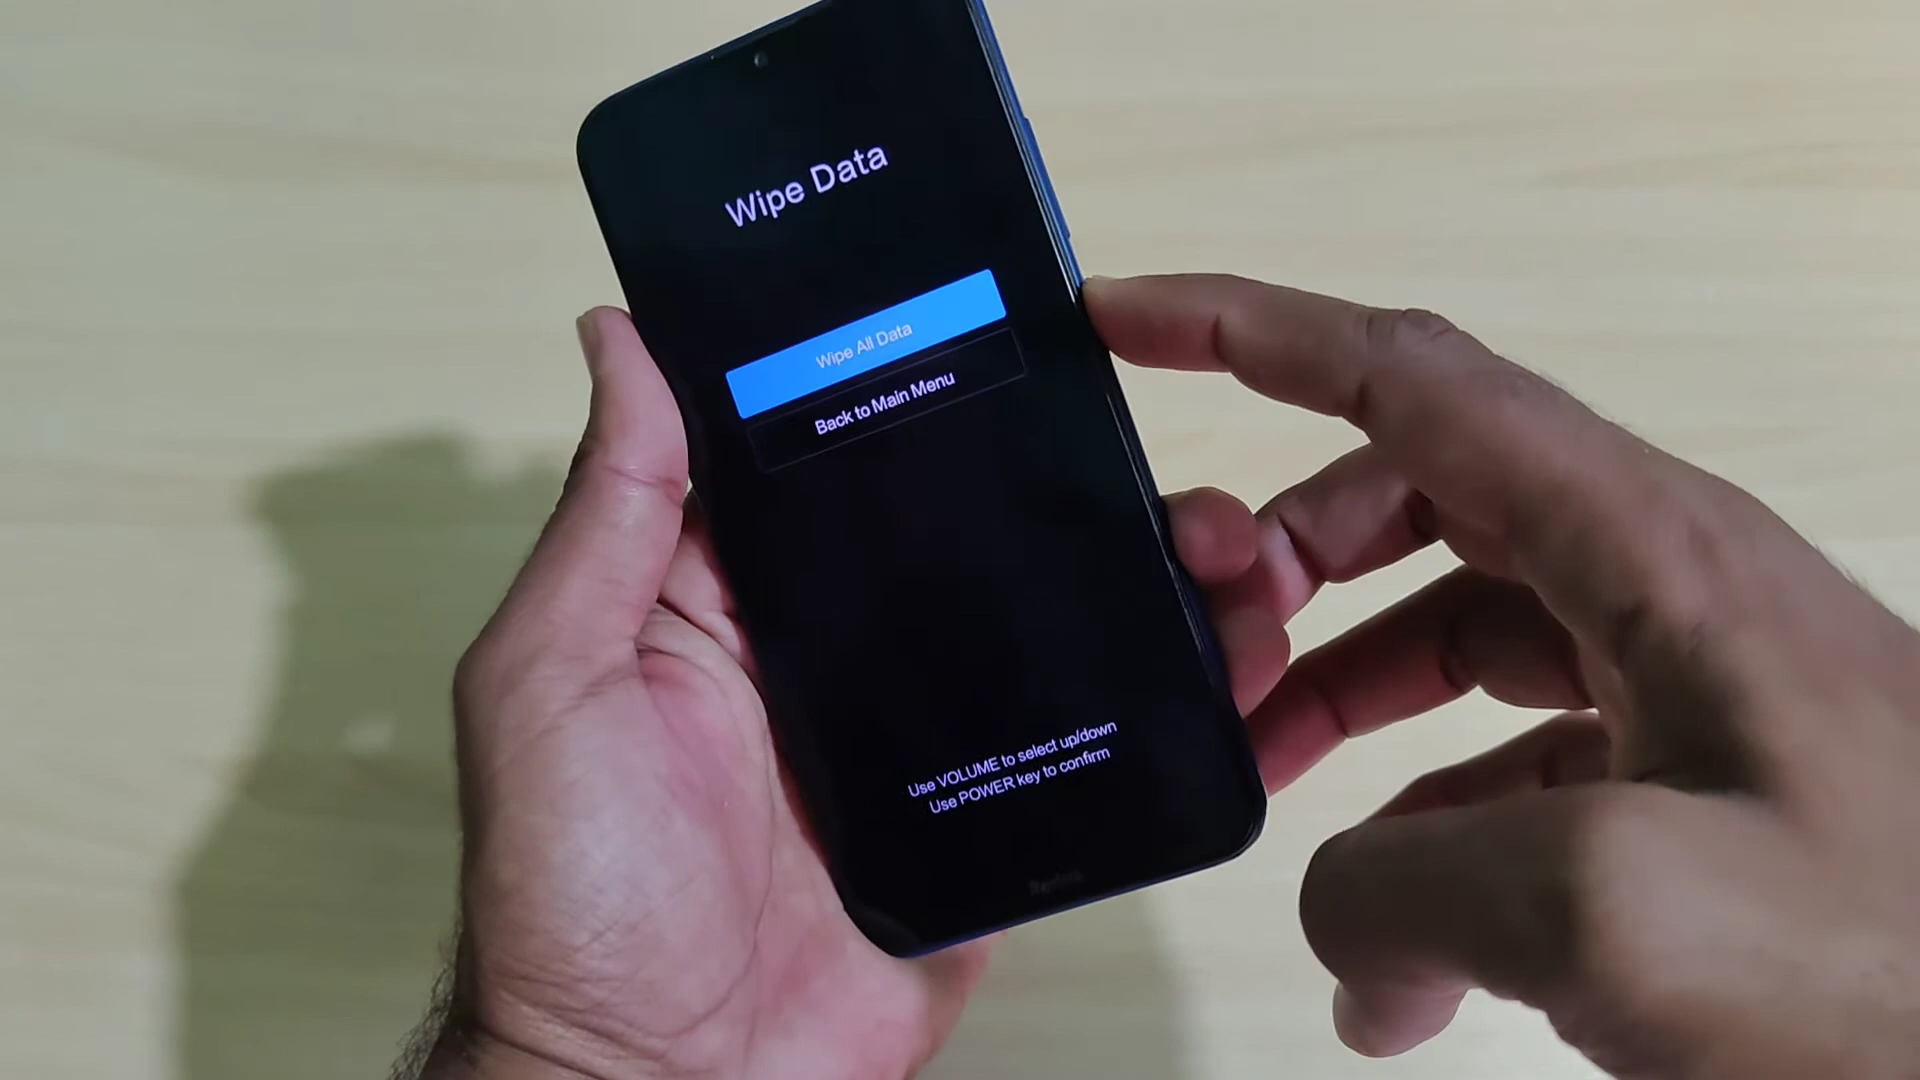 Wipe Data
Wipe All Data
Back to Main Menu
Use VOLUME to select up/down
Use POWER key to confirm
Redmi